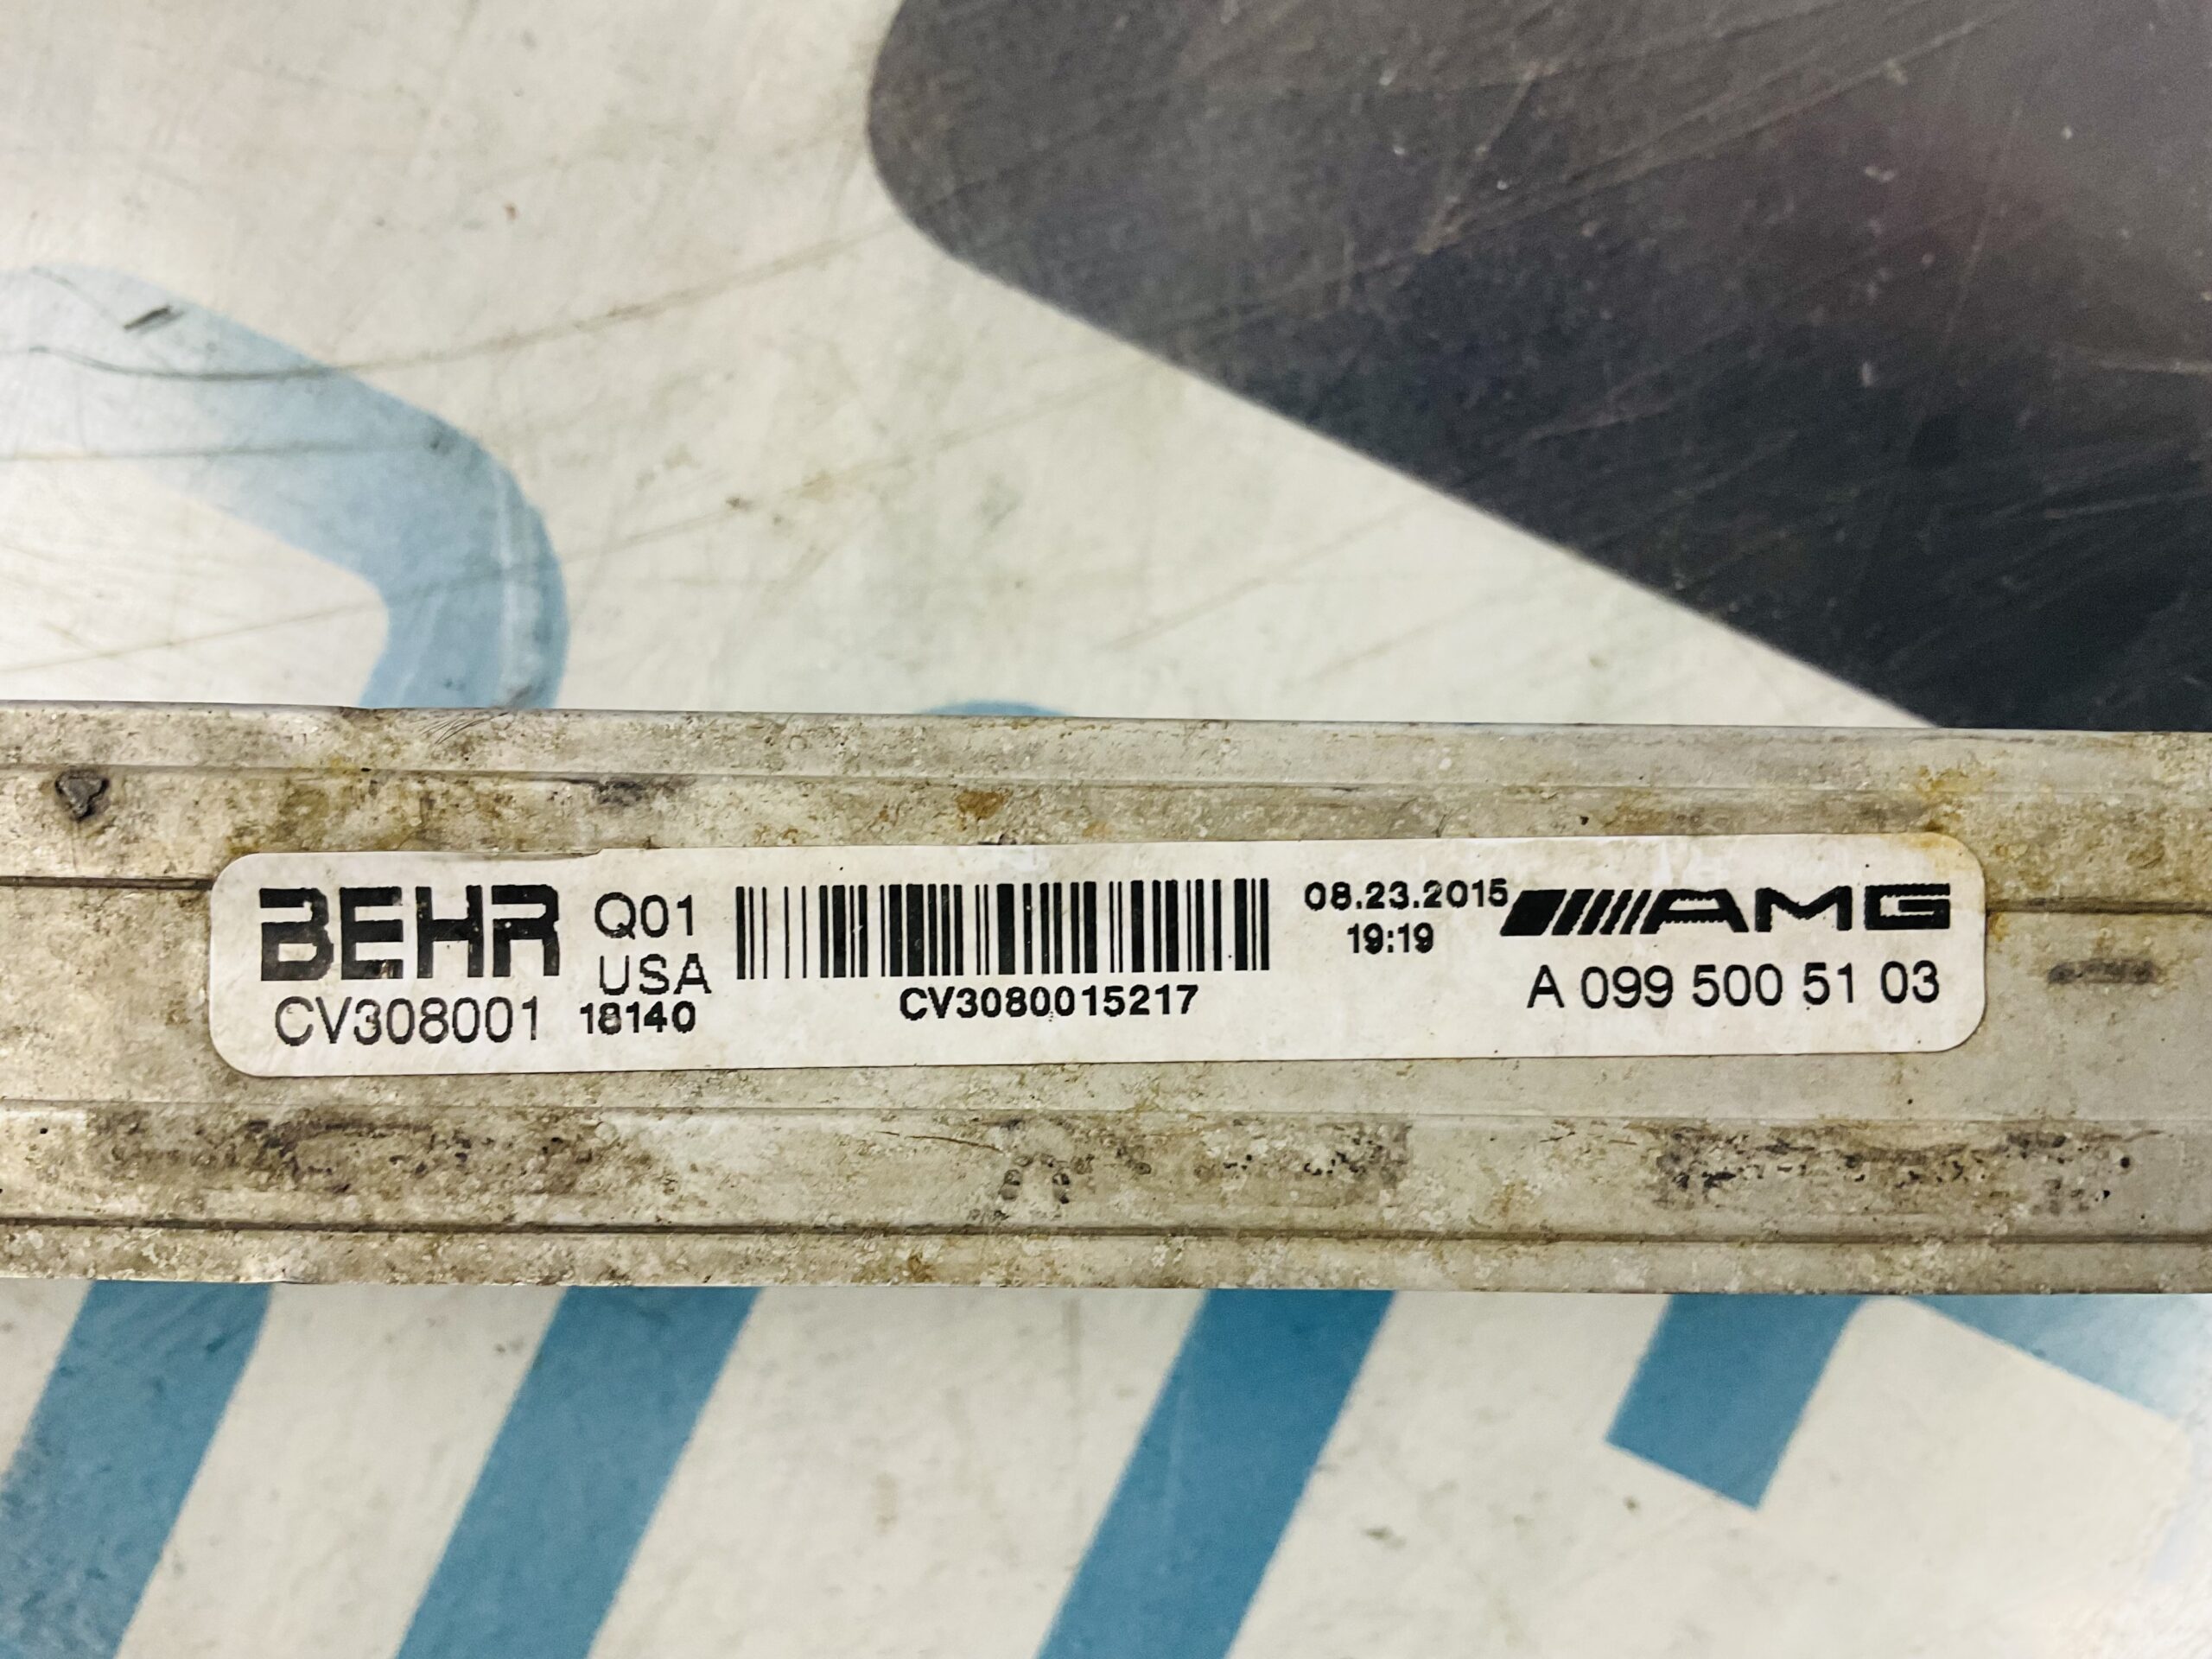 BEHR Q01
USA
CV308001 18140
CV3080015217
08.23.2015
19:19
AMG
A 099 500 51 03